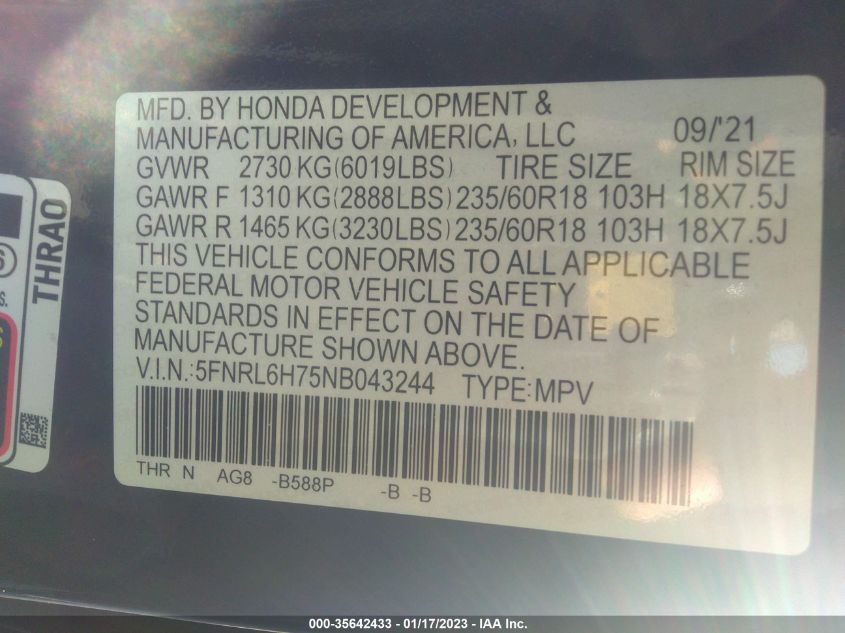 MFD. BY HONDA DEVELOPMENT &
MANUFACTURING OF AMERICA, LLC 09/'21
GVWR 2730 KG(6019LBS) TIRE SIZE RIM SIZE
GAWR F 1310 KG(2888LBS) 235/60R18 103H 18X7.5J
GAWR R 1465 KG(3230LBS) 235/60R18 103H 18X7.5J
THIS VEHICLE CONFORMS TO ALL APPLICABLE
FEDERAL MOTOR VEHICLE SAFETY
STANDARDS IN EFFECT ON THE DATE OF
MANUFACTURE SHOWN ABOVE.
V.I.N.:5FNRL6H75NB043244 TYPE:MPV
THR N AG8 -B588P -B -B
THRA0
000-35642433 - 01/17/2023 - IAA Inc.